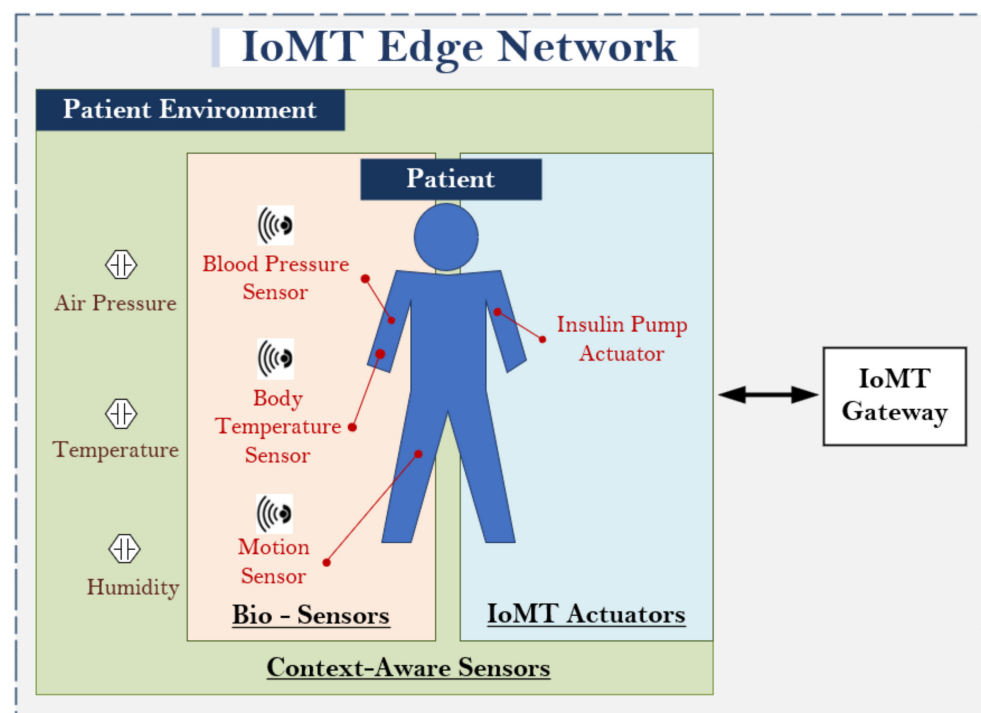 IoMT Edge Network
Patient Environment
Patient
Air Pressure
Temperature
Humidity
Blood Pressure
Sensor
Body
Temperature
Sensor
Motion
Sensor
Bio - Sensors
Insulin Pump
Actuator
IoMT Actuators
Context-Aware Sensors
IoMT
Gateway